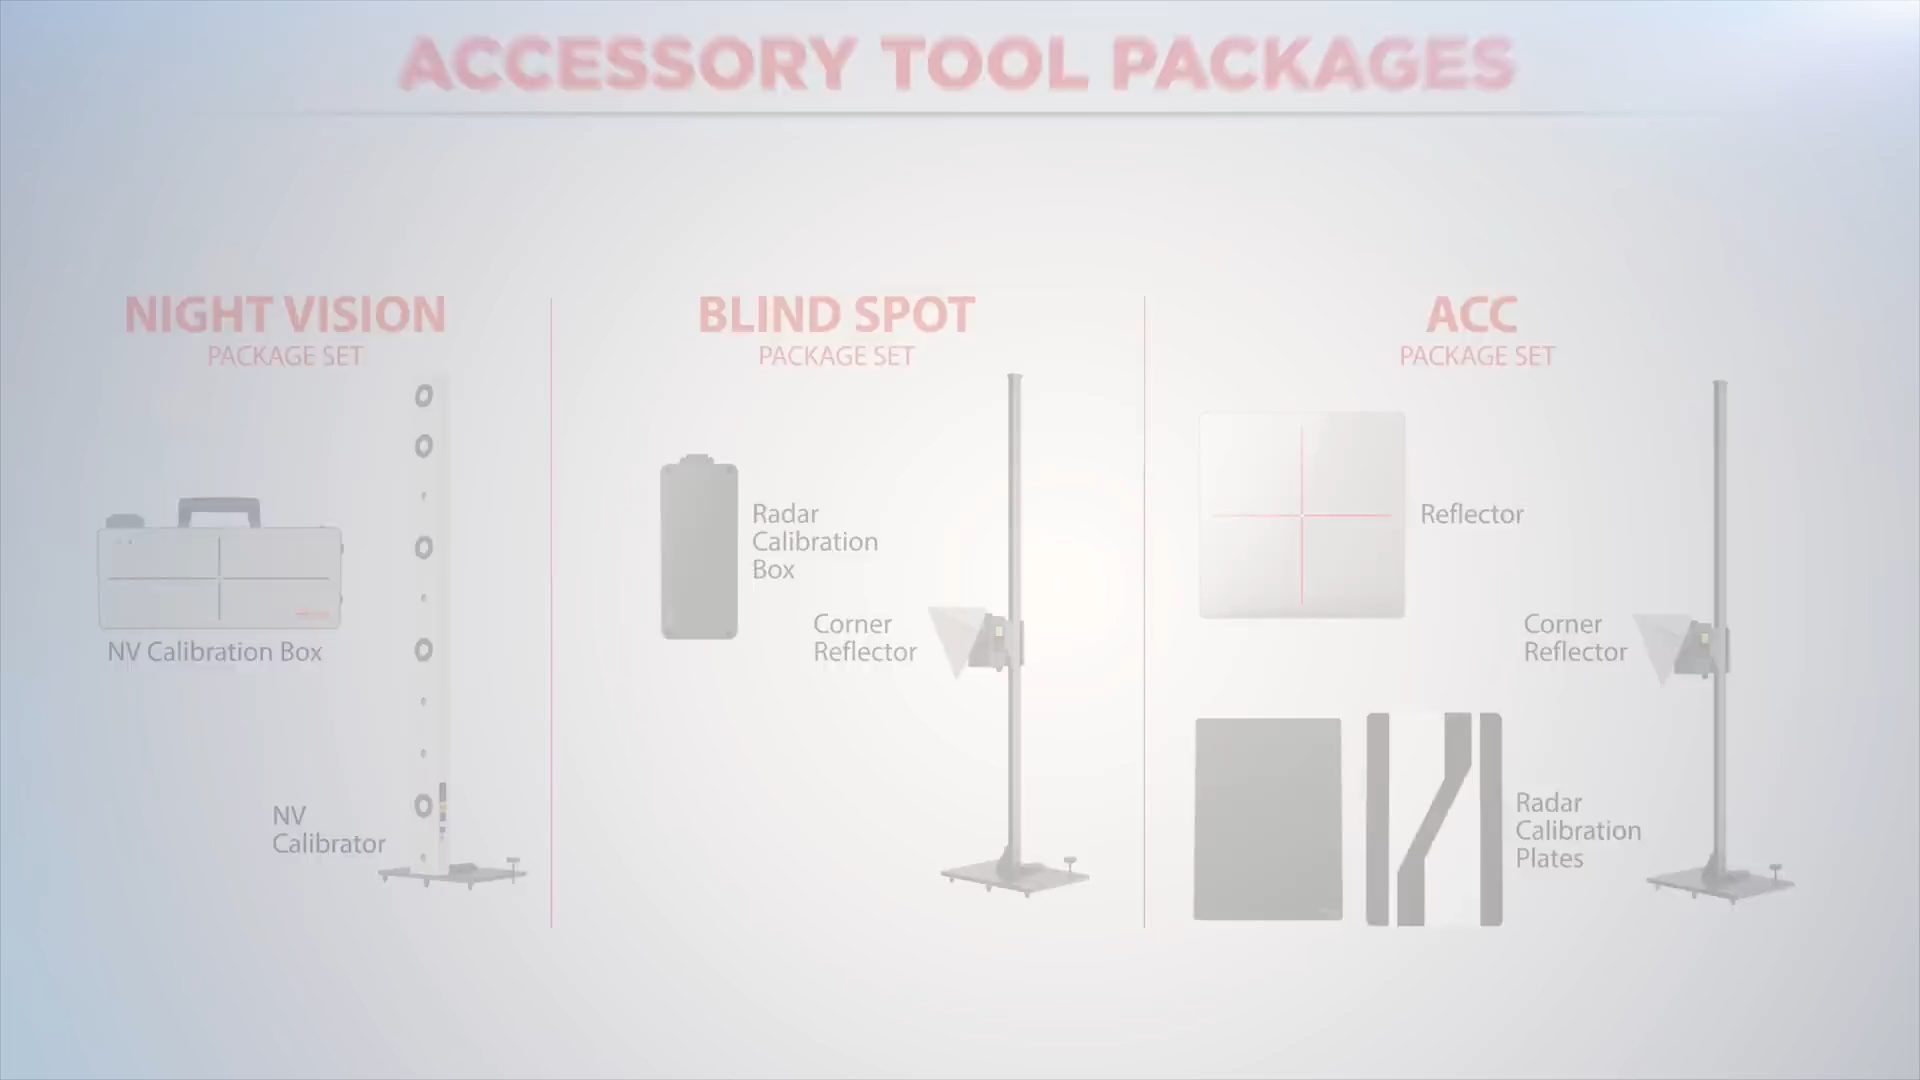 ACCESSORY TOOL PACKAGES
NIGHT VISION
PACKAGE SET
NV Calibration Box
NV
Calibrator
BLIND SPOT
PACKAGE SET
Radar
Calibration
Box
Corner
Reflector
ACC
PACKAGE SET
Reflector
Corner
Reflector
Radar
Calibration
Plates